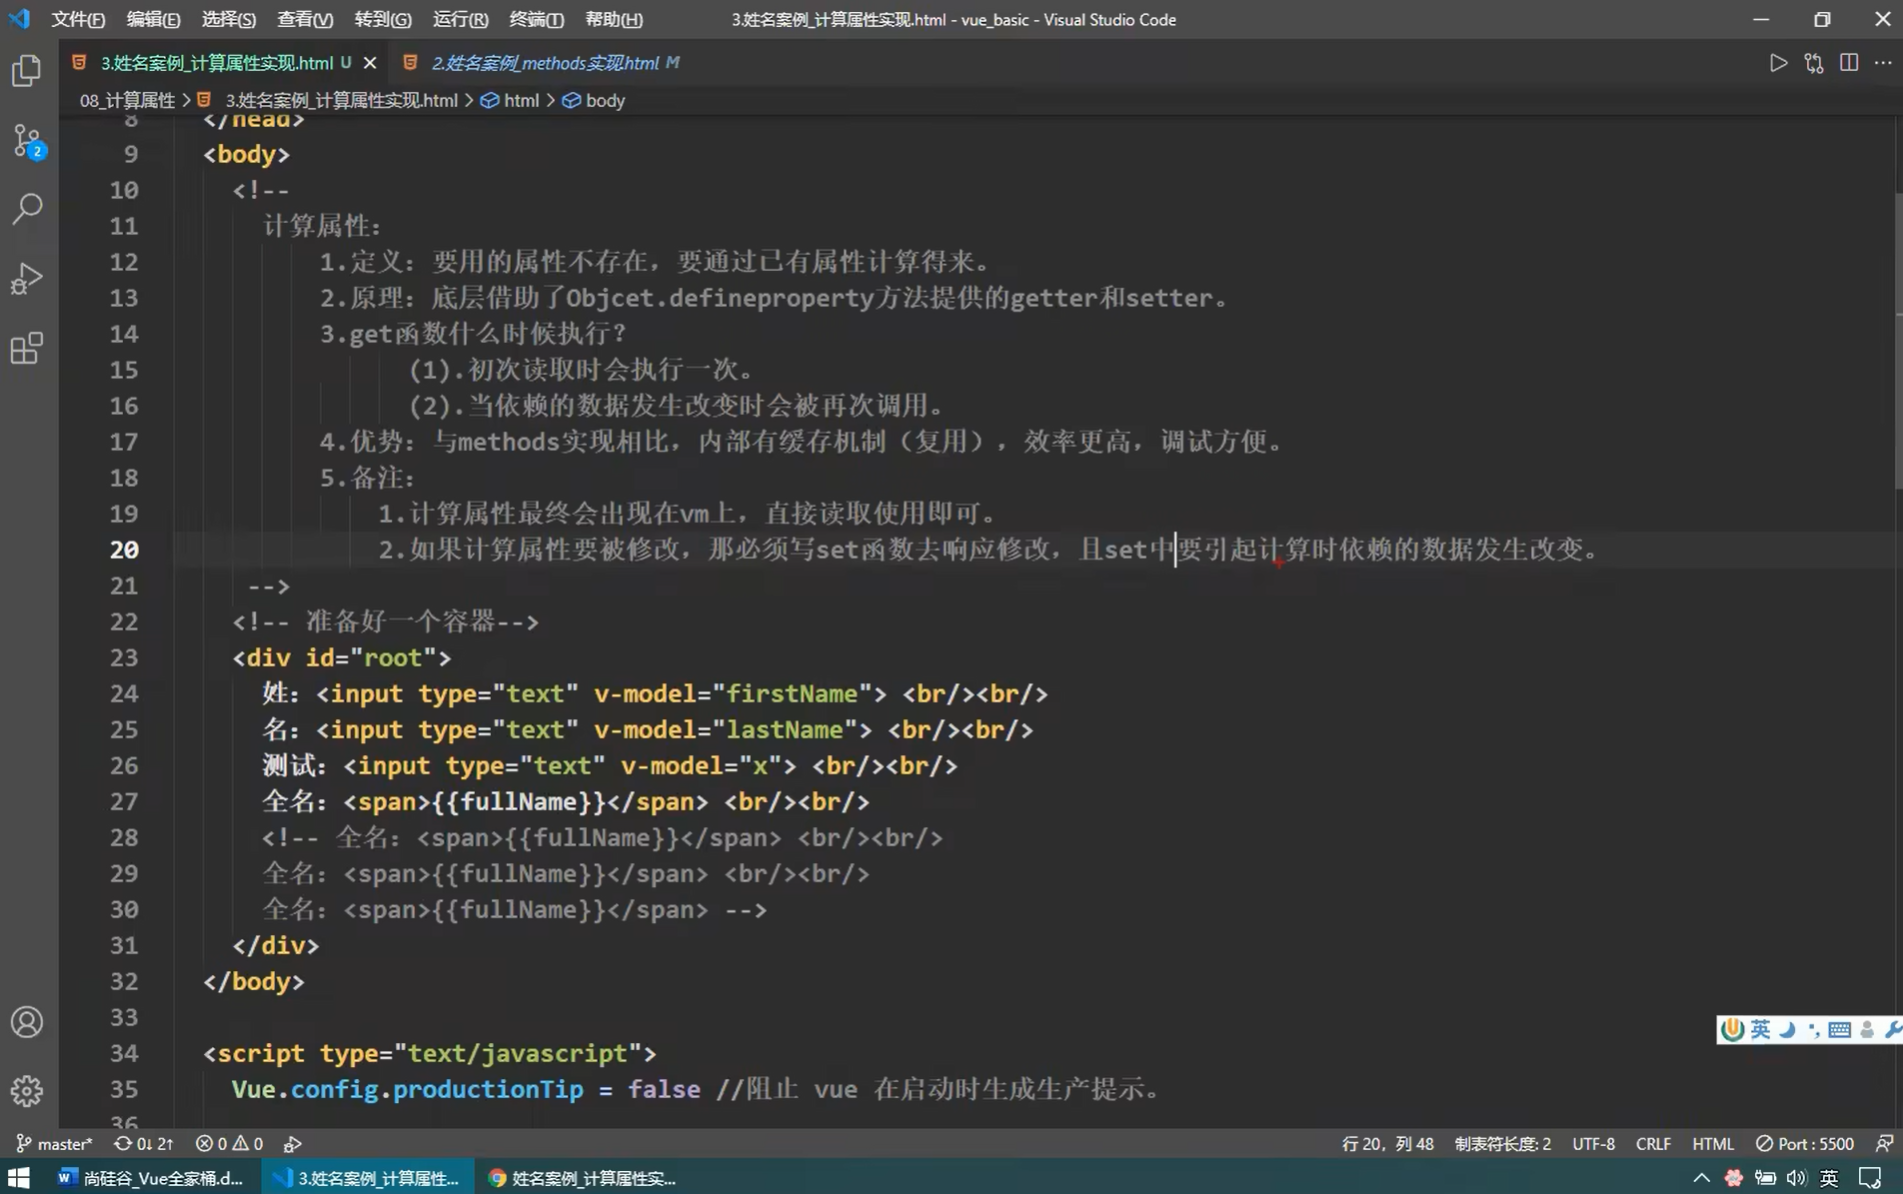 文件(F) 编辑(E) 选择(S) 查看(V) 转到(G) 运行(R) 终端(T) 帮助(H) 3.姓名案例_计算属性实现.html - vue_basic - Visual Studio Code
3.姓名案例_计算属性实现.html U 2.姓名案例_methods实现.html M
08_计算属性 > 3.姓名案例_计算属性实现.html > html > body
8 </head>
9 <body>
10 <!--
11 计算属性：
12 1.定义：要用的属性不存在，要通过已有属性计算得来。
13 2.原理：底层借助了Objcet.defineproperty方法提供的getter和setter。
14 3.get函数什么时候执行？
15 (1).初次读取时会执行一次。
16 (2).当依赖的数据发生改变时会被再次调用。
17 4.优势：与methods实现相比，内部有缓存机制（复用），效率更高，调试方便。
18 5.备注：
19 1.计算属性最终会出现在vm上，直接读取使用即可。
20 2.如果计算属性要被修改，那必须写set函数去响应修改，且set中要引起计算时依赖的数据发生改变。
21 -->
22 <!-- 准备好一个容器-->
23 <div id="root">
24 姓：<input type="text" v-model="firstName"> <br/><br/>
25 名：<input type="text" v-model="lastName"> <br/><br/>
26 测试：<input type="text" v-model="x"> <br/><br/>
27 全名：<span>{{fullName}}</span> <br/><br/>
28 <!-- 全名：<span>{{fullName}}</span> <br/><br/>
29 全名：<span>{{fullName}}</span> <br/><br/>
30 全名：<span>{{fullName}}</span> -->
31 </div>
32 </body>
33
34 <script type="text/javascript">
35 Vue.config.productionTip = false //阻止 vue 在启动时生成生产提示。
36
2
英
master* 0↓ 2↑ 0 0 行 20，列 48 制表符长度: 2 UTF-8 CRLF HTML Port : 5500
尚硅谷_Vue全家桶.d... 3.姓名案例_计算属性... 姓名案例_计算属性实... 英